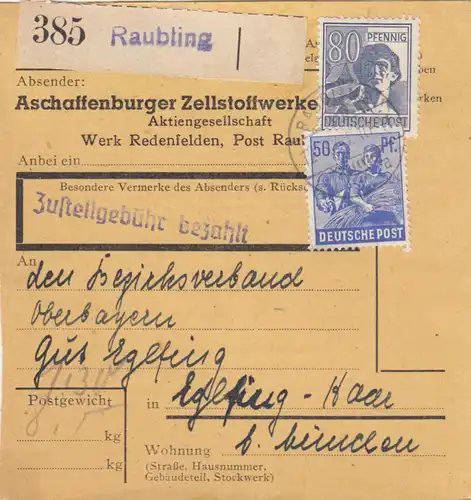 385 Raubling
80 PFENNIG
DEUTSCHE POST
Absender:
Aschaffenburger Zellstoffwerke
Aktiengesellschaft
Werk Redenfelden, Post Rau
Anbei ein
50 Pf.
DEUTSCHE POST
Besondere Vermerke des Absenders (s. Rücks
Zustellgebühr bezahlt
An
den Bezirksverband
Oberbayern
Gut Eglfing
Postgewicht
kg
kg
in Eglfing-Haar
b. München
Wohnung
(Straße, Hausnummer,
Gebäudeteil, Stockwerk)